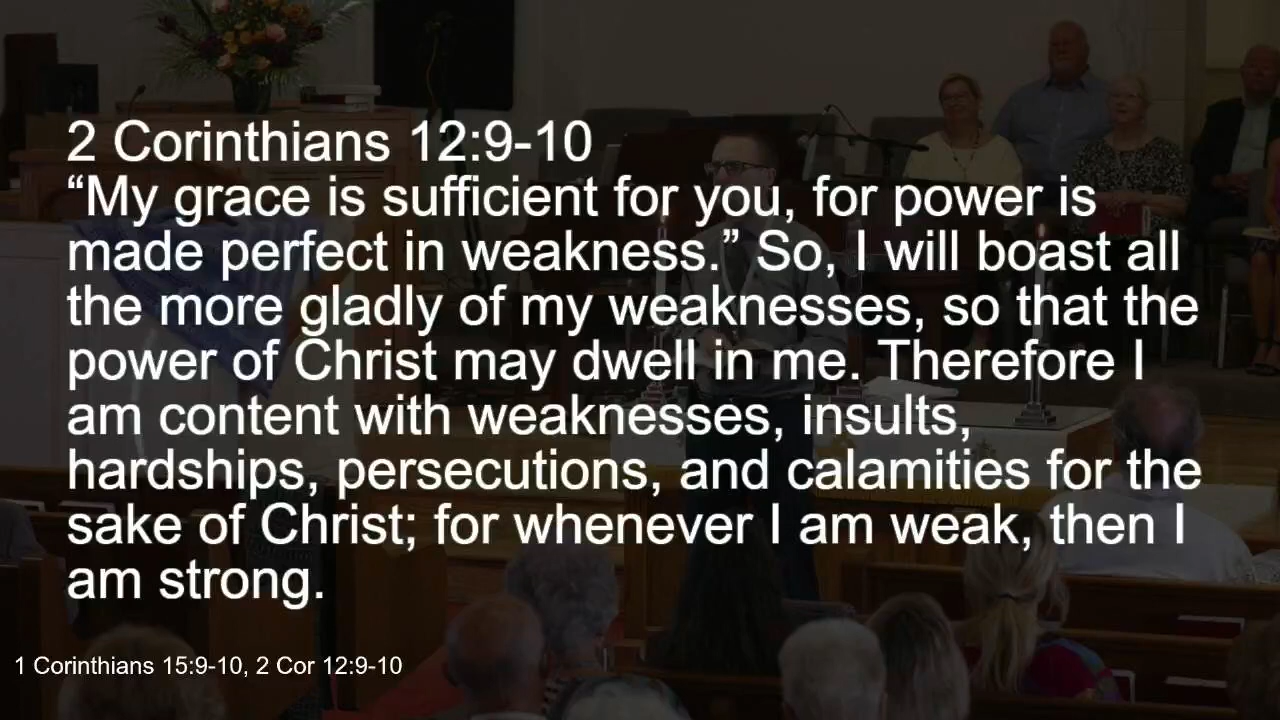 2 Corinthians 12:9-10
“My grace is sufficient for you, for power is
made perfect in weakness.” So, I will boast all
the more gladly of my weaknesses, so that the
power of Christ may dwell in me. Therefore I
am content with weaknesses, insults,
hardships, persecutions, and calamities for the
sake of Christ; for whenever I am weak, then I
am strong.
1 Corinthians 15:9-10, 2 Cor 12:9-10